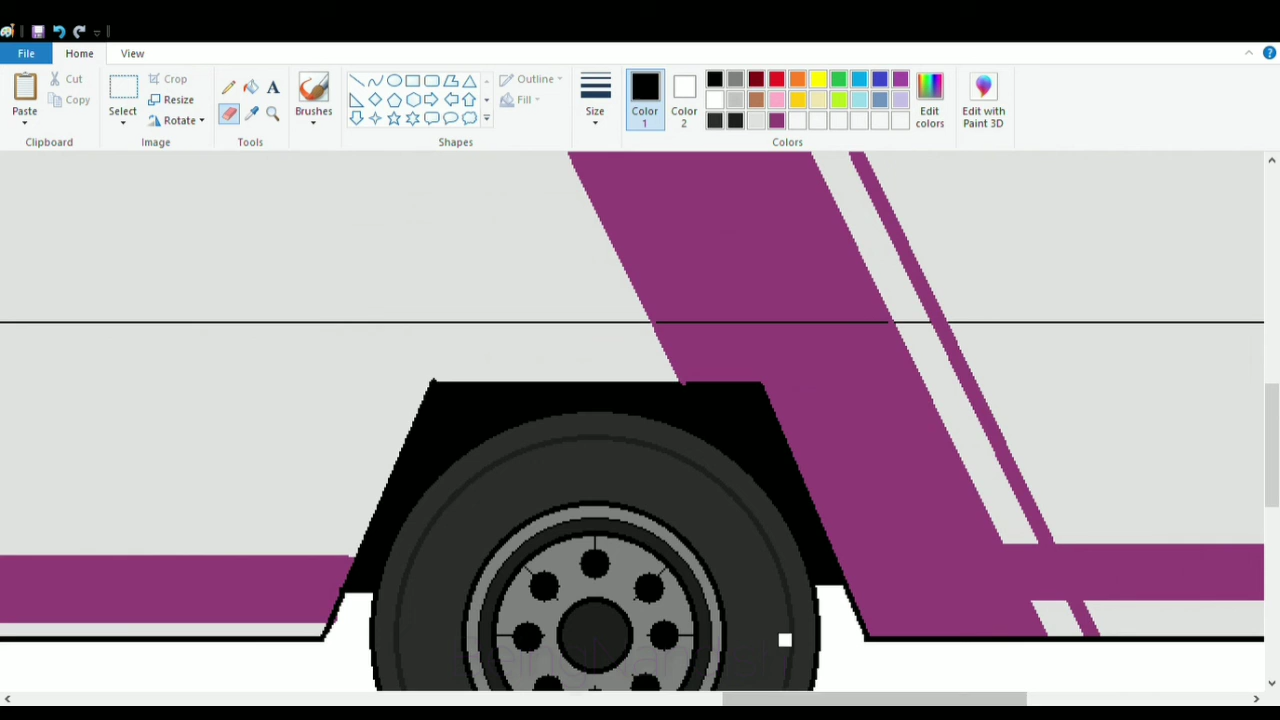 File Home View
Paste
Cut
Copy
Clipboard
Select
Crop
Resize
Rotate
Image
Tools
Brushes
Shapes
Outline
Fill
Size
Color 1
Color 2
Edit colors
Colors
Edit with Paint 3D